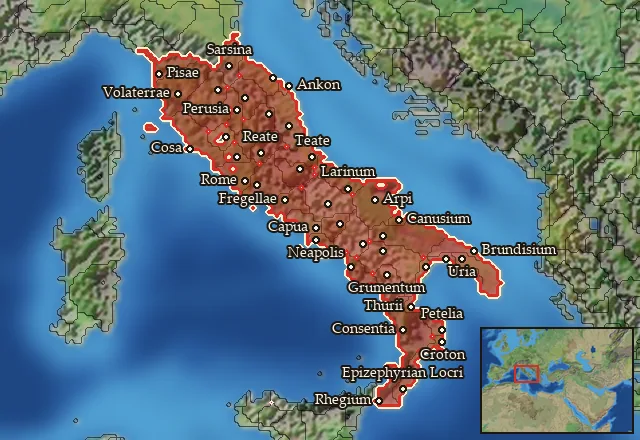 Sarsina
Pisae
Ankon
Volaterrae
Perusia
Reate
Teate
Cosa
Larinum
Rome
Fregellae
Arpi
Canusium
Capua
Neapolis
Brundisium
Uria
Grumentum
Thurii
Petelia
Consentia
Croton
Epizephyrian Locri
Rhegium